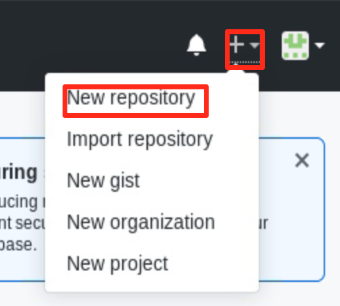 New repository
Import repository
New gist
New organization
New project
ring
ucing
nt secu
ur
base.